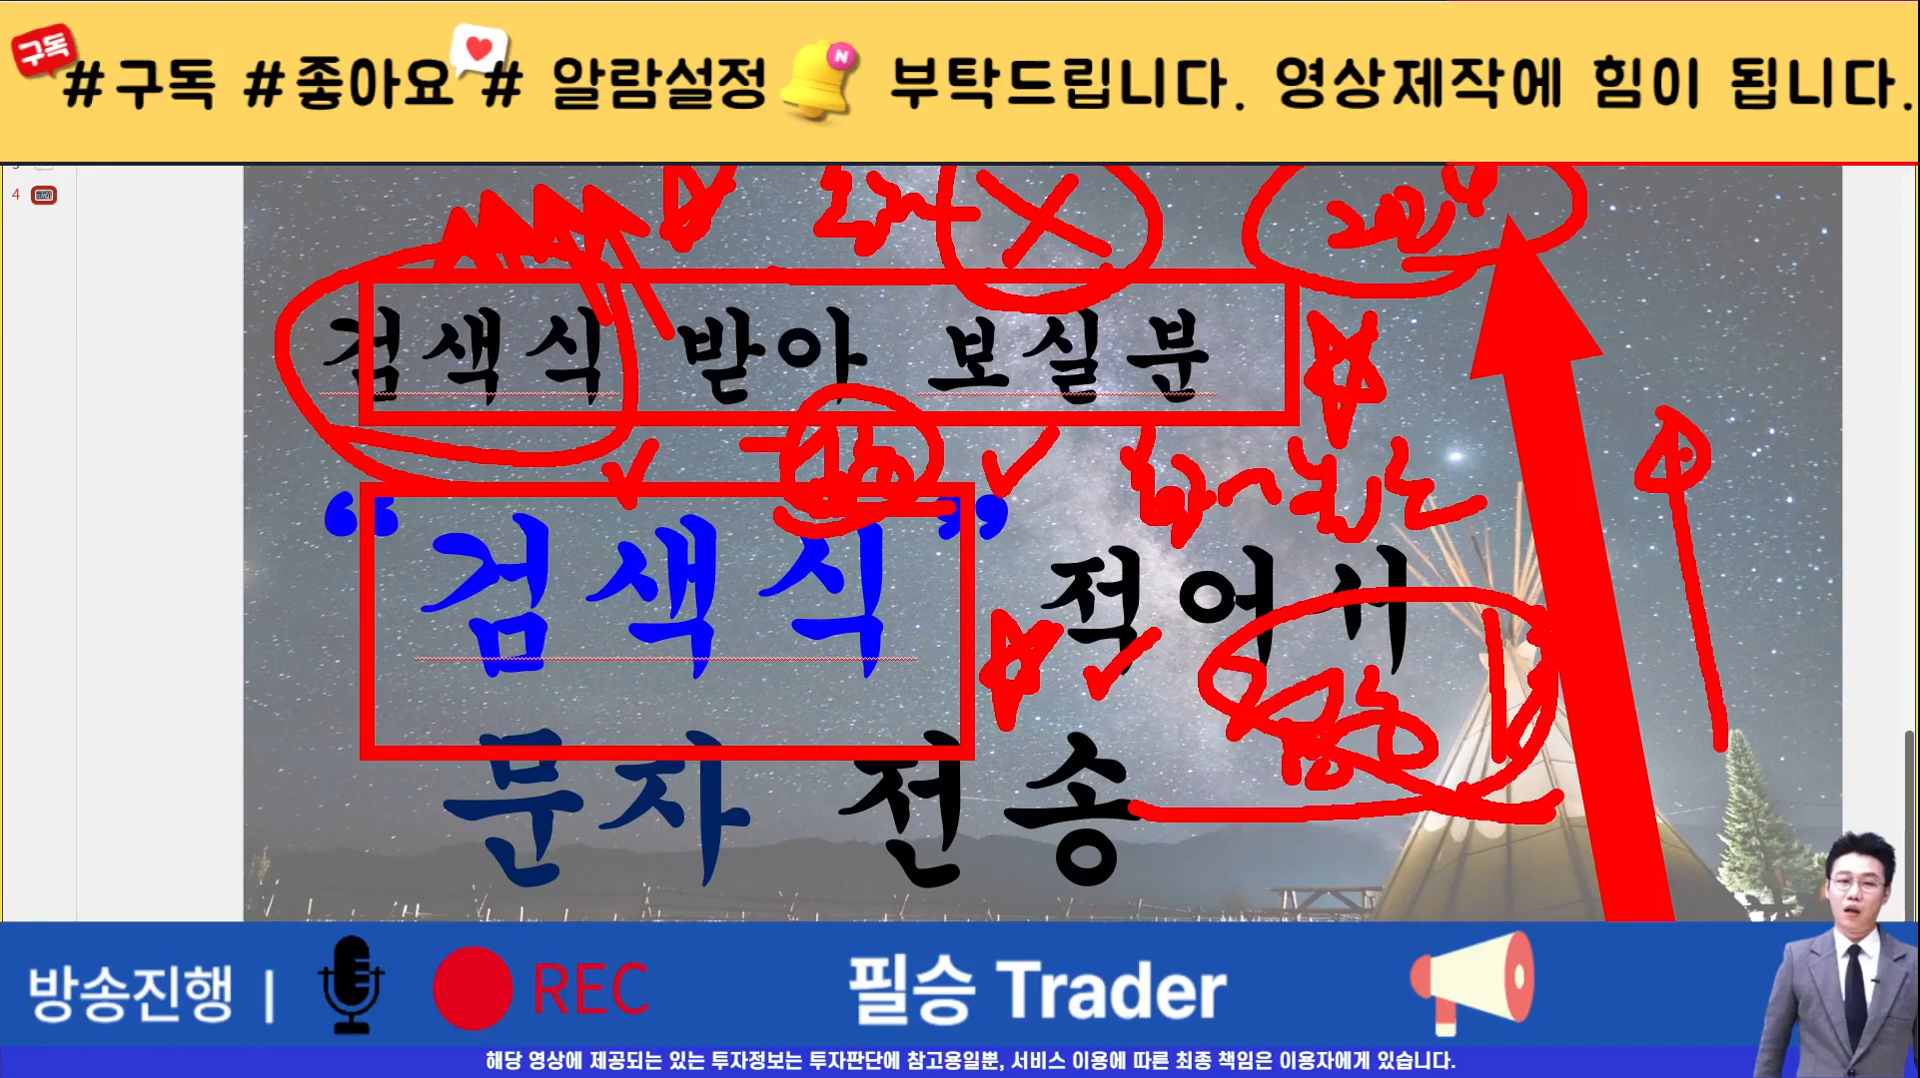 구독 #구독 #좋아요 # 알람설정 N 부탁드립니다. 영상제작에 힘이 됩니다.
4
검색식 받아 보실분
-15
“검색식” 적어서
문자 전송
방송진행 | REC 필승 Trader
해당 영상에 제공되는 있는 투자정보는 투자판단에 참고용일뿐, 서비스 이용에 따른 최종 책임은 이용자에게 있습니다.